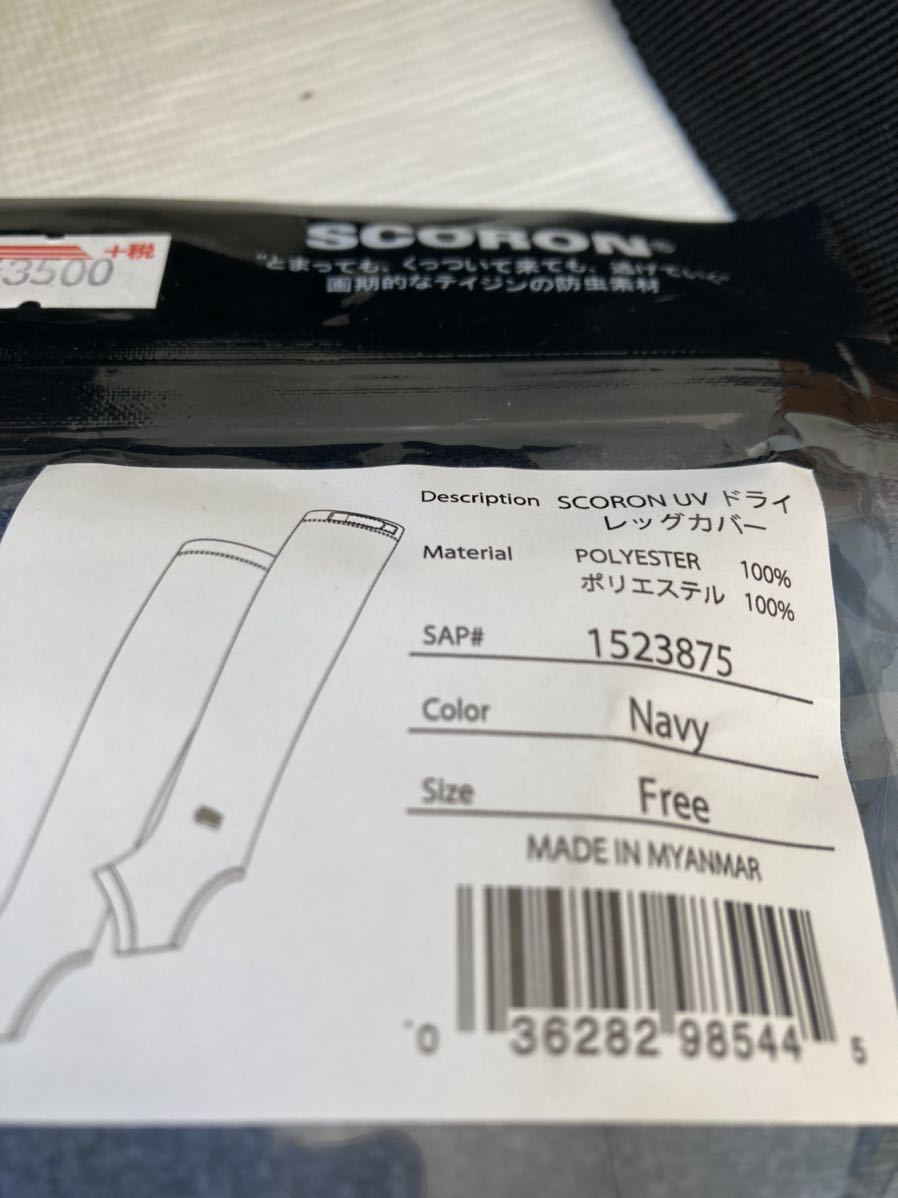 +税
3500
SCORON®
"とまっても、くっついて来ても、逃げていく"
画期的なテイジンの防虫素材
Description SCORON UV ドライ
レッグカバー
Material POLYESTER 100%
ポリエステル 100%
SAP# 1523875
Color Navy
Size Free
MADE IN MYANMAR
0 36282 98544 5